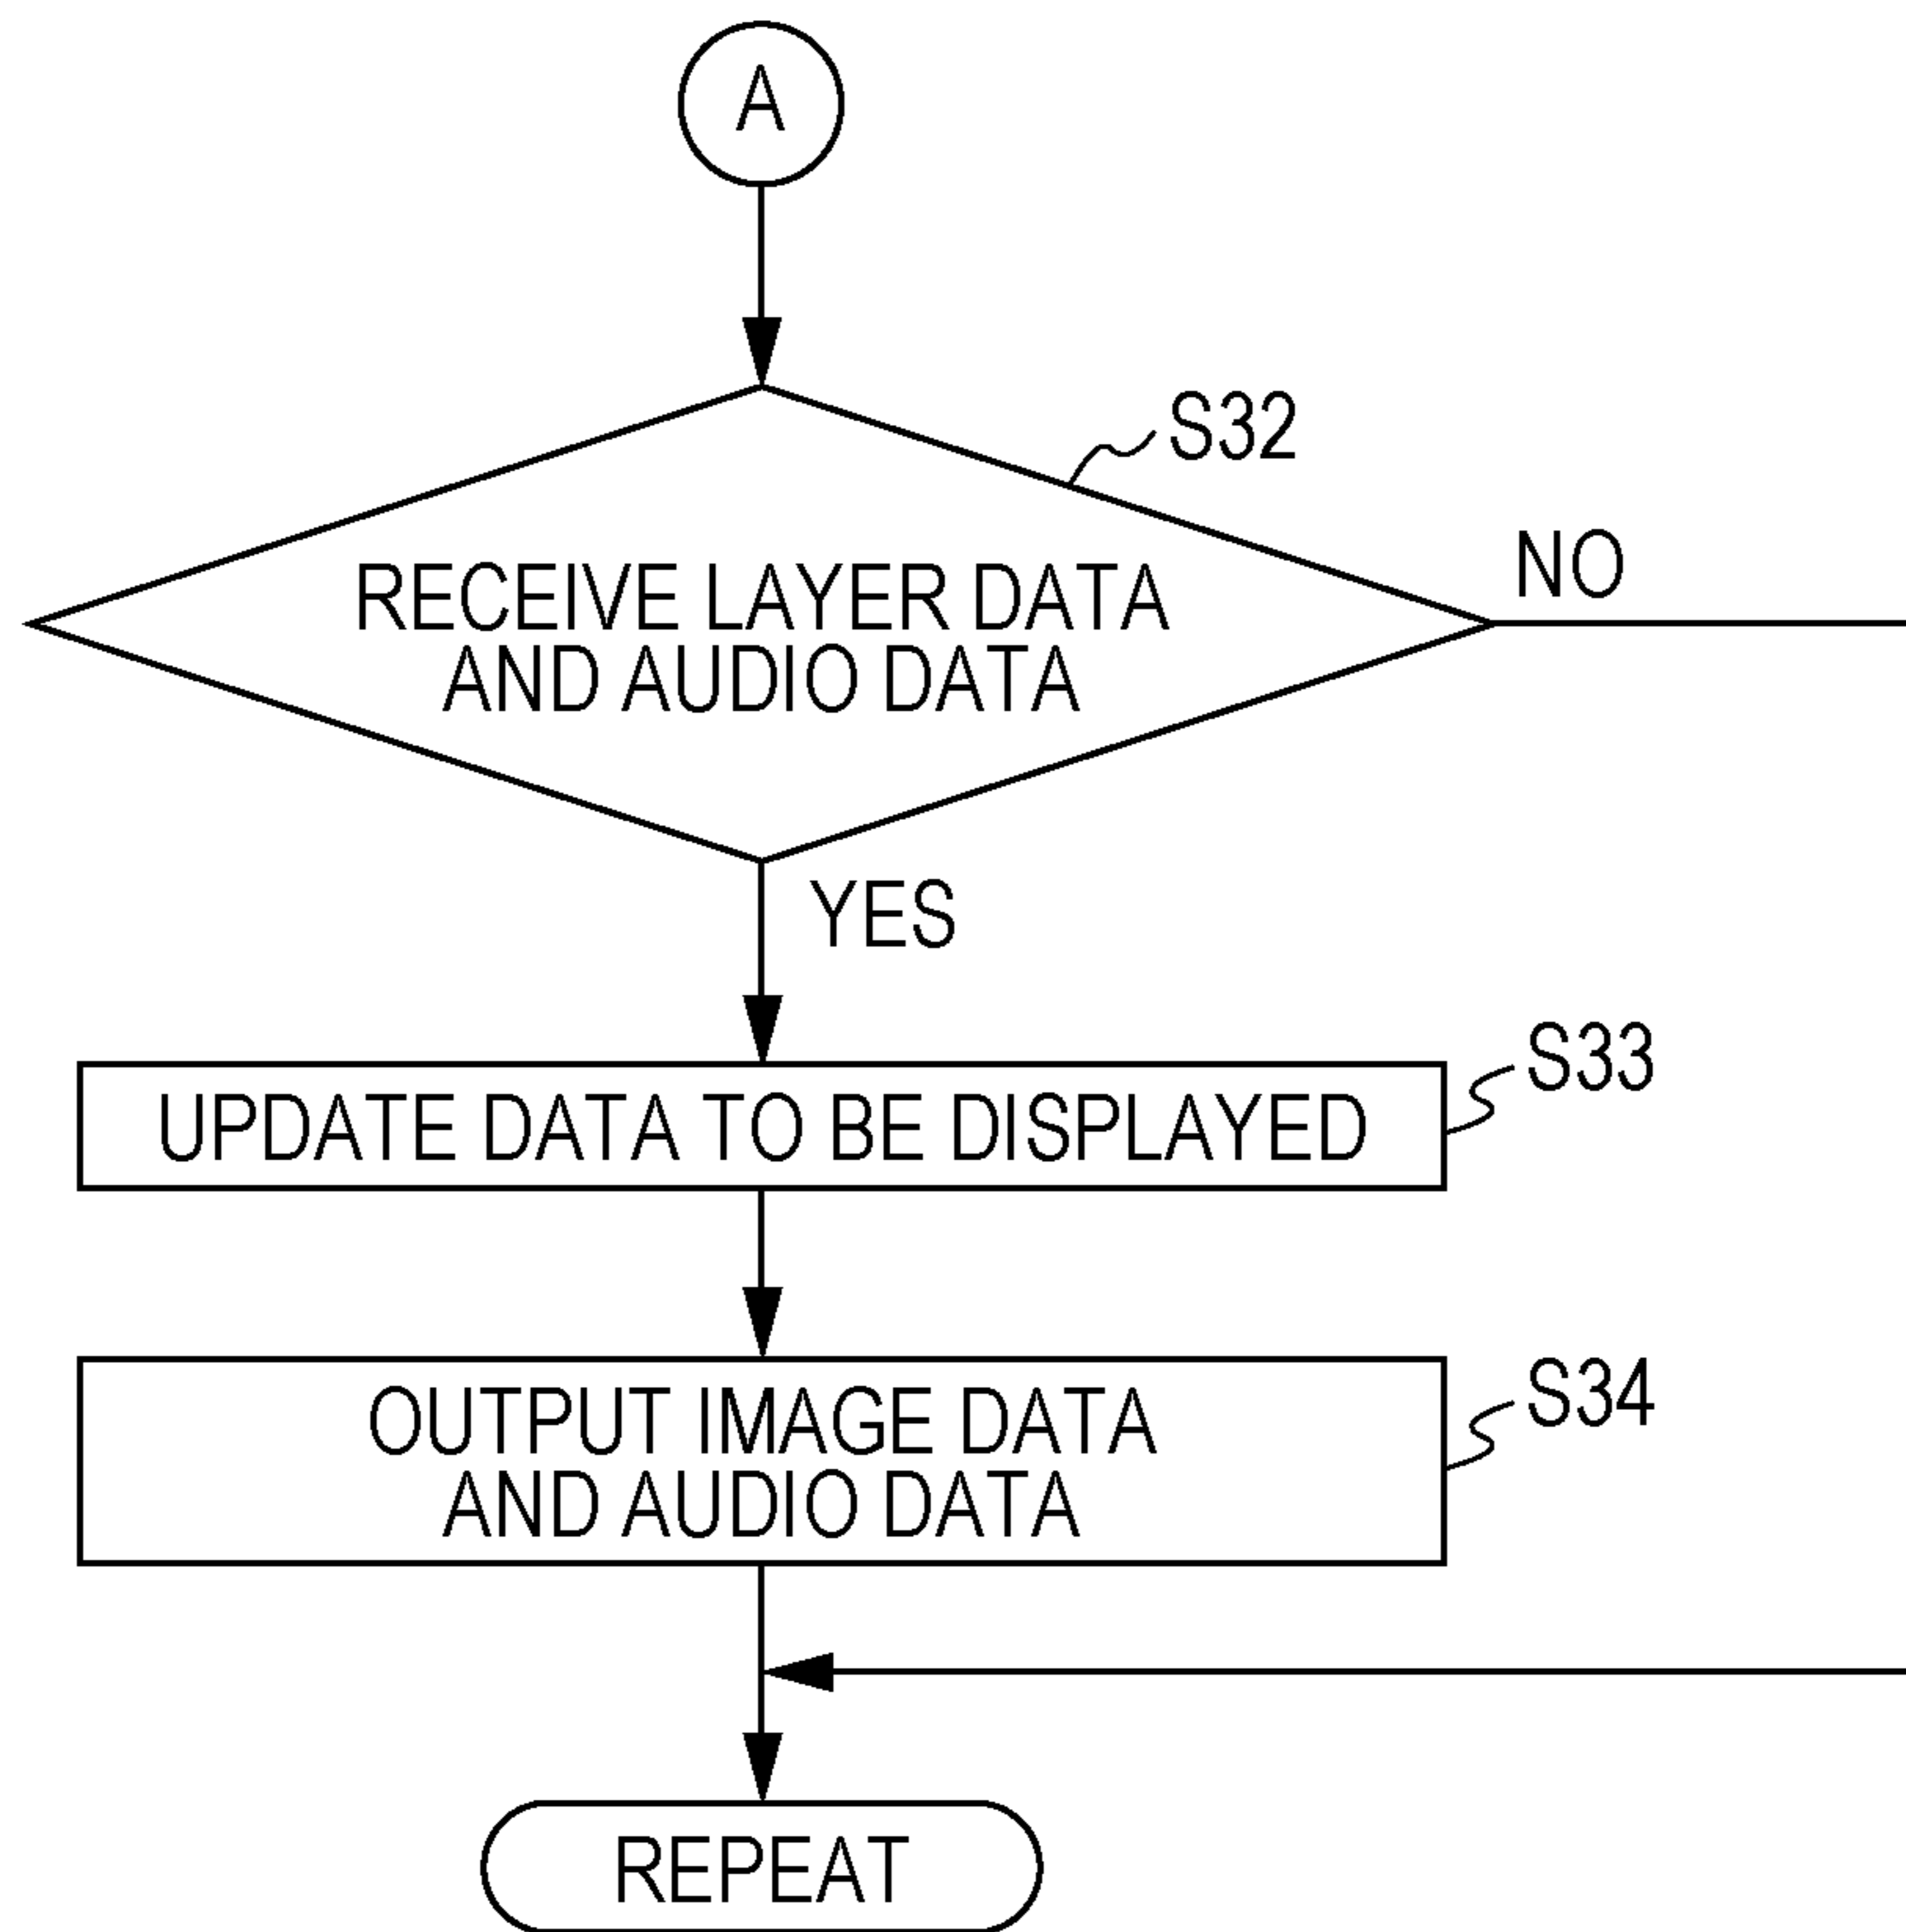 A
S32
NO
RECEIVE LAYER DATA
AND AUDIO DATA
YES
S33
UPDATE DATA TO BE DISPLAYED
S34
OUTPUT IMAGE DATA
AND AUDIO DATA
REPEAT